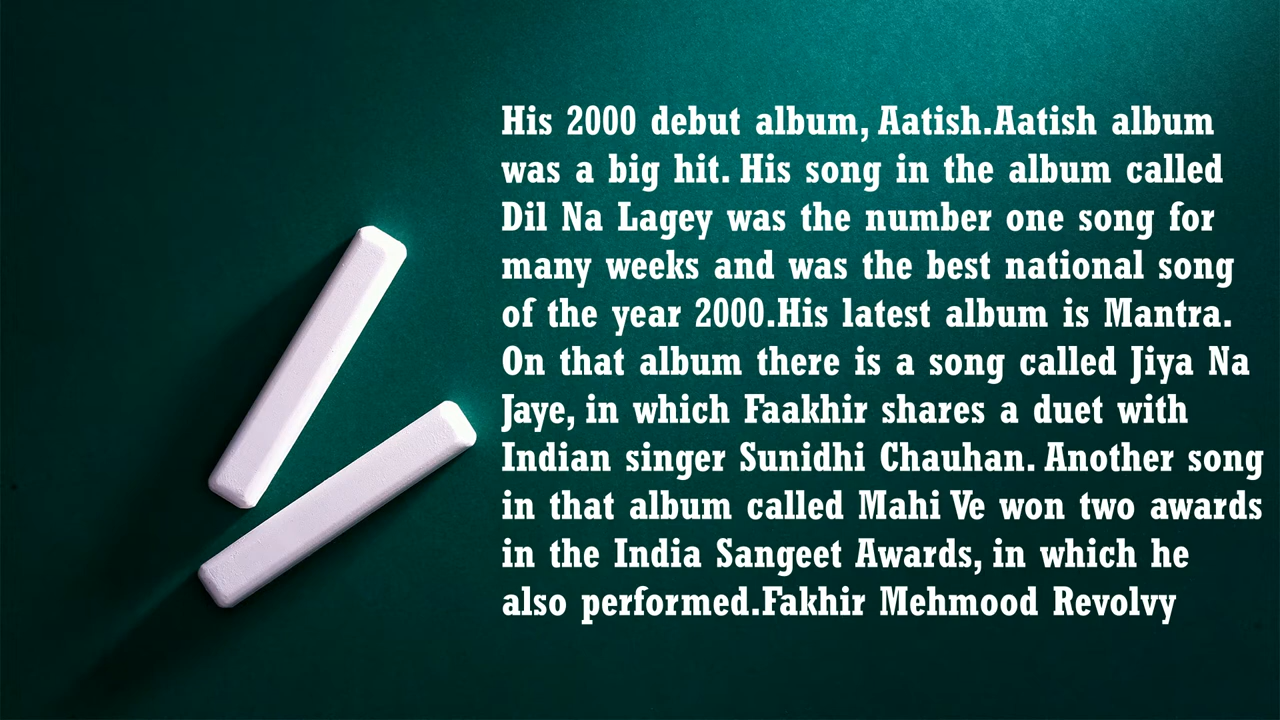 His 2000 debut album, Aatish.Aatish album
was a big hit. His song in the album called
Dil Na Lagey was the number one song for
many weeks and was the best national song
of the year 2000.His latest album is Mantra.
On that album there is a song called Jiya Na
Jaye, in which Faakhir shares a duet with
Indian singer Sunidhi Chauhan. Another song
in that album called Mahi Ve won two awards
in the India Sangeet Awards, in which he
also performed.Fakhir Mehmood Revolvy